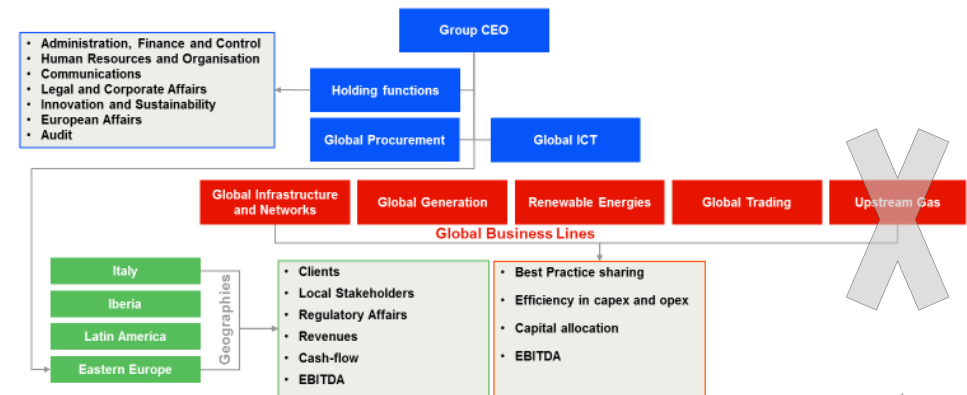 Group CEO
• Administration, Finance and Control
• Human Resources and Organisation
• Communications
• Legal and Corporate Affairs
• Innovation and Sustainability
• European Affairs
• Audit
Holding functions
Global Procurement
Global ICT
Global Infrastructure
and Networks
Global Generation
Renewable Energies
Global Trading
Upstream Gas
Global Business Lines
Italy
Iberia
Latin America
Eastern Europe
Geographies
• Clients
• Local Stakeholders
• Regulatory Affairs
• Revenues
• Cash-flow
• EBITDA
• Best Practice sharing
• Efficiency in capex and opex
• Capital allocation
• EBITDA